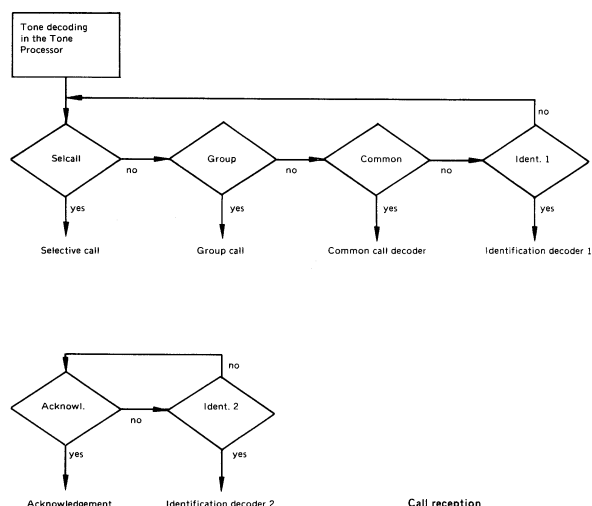 Tone decoding
in the Tone
Processor
no
Selcall
no
Group
no
Common
no
Ident. 1
yes
yes
yes
yes
Selective call
Group call
Common call decoder
Identification decoder 1
no
Acknowl.
no
Ident. 2
yes
yes
Acknowledgement
Identification decoder 2
Call reception